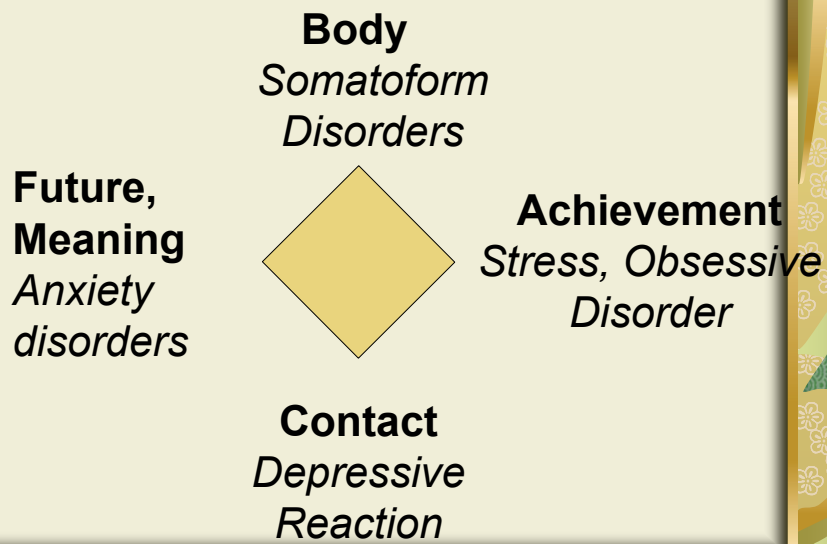 Body
Somatoform
Disorders
Future,
Meaning
Anxiety
disorders
Achievement
Stress, Obsessive
Disorder
Contact
Depressive
Reaction